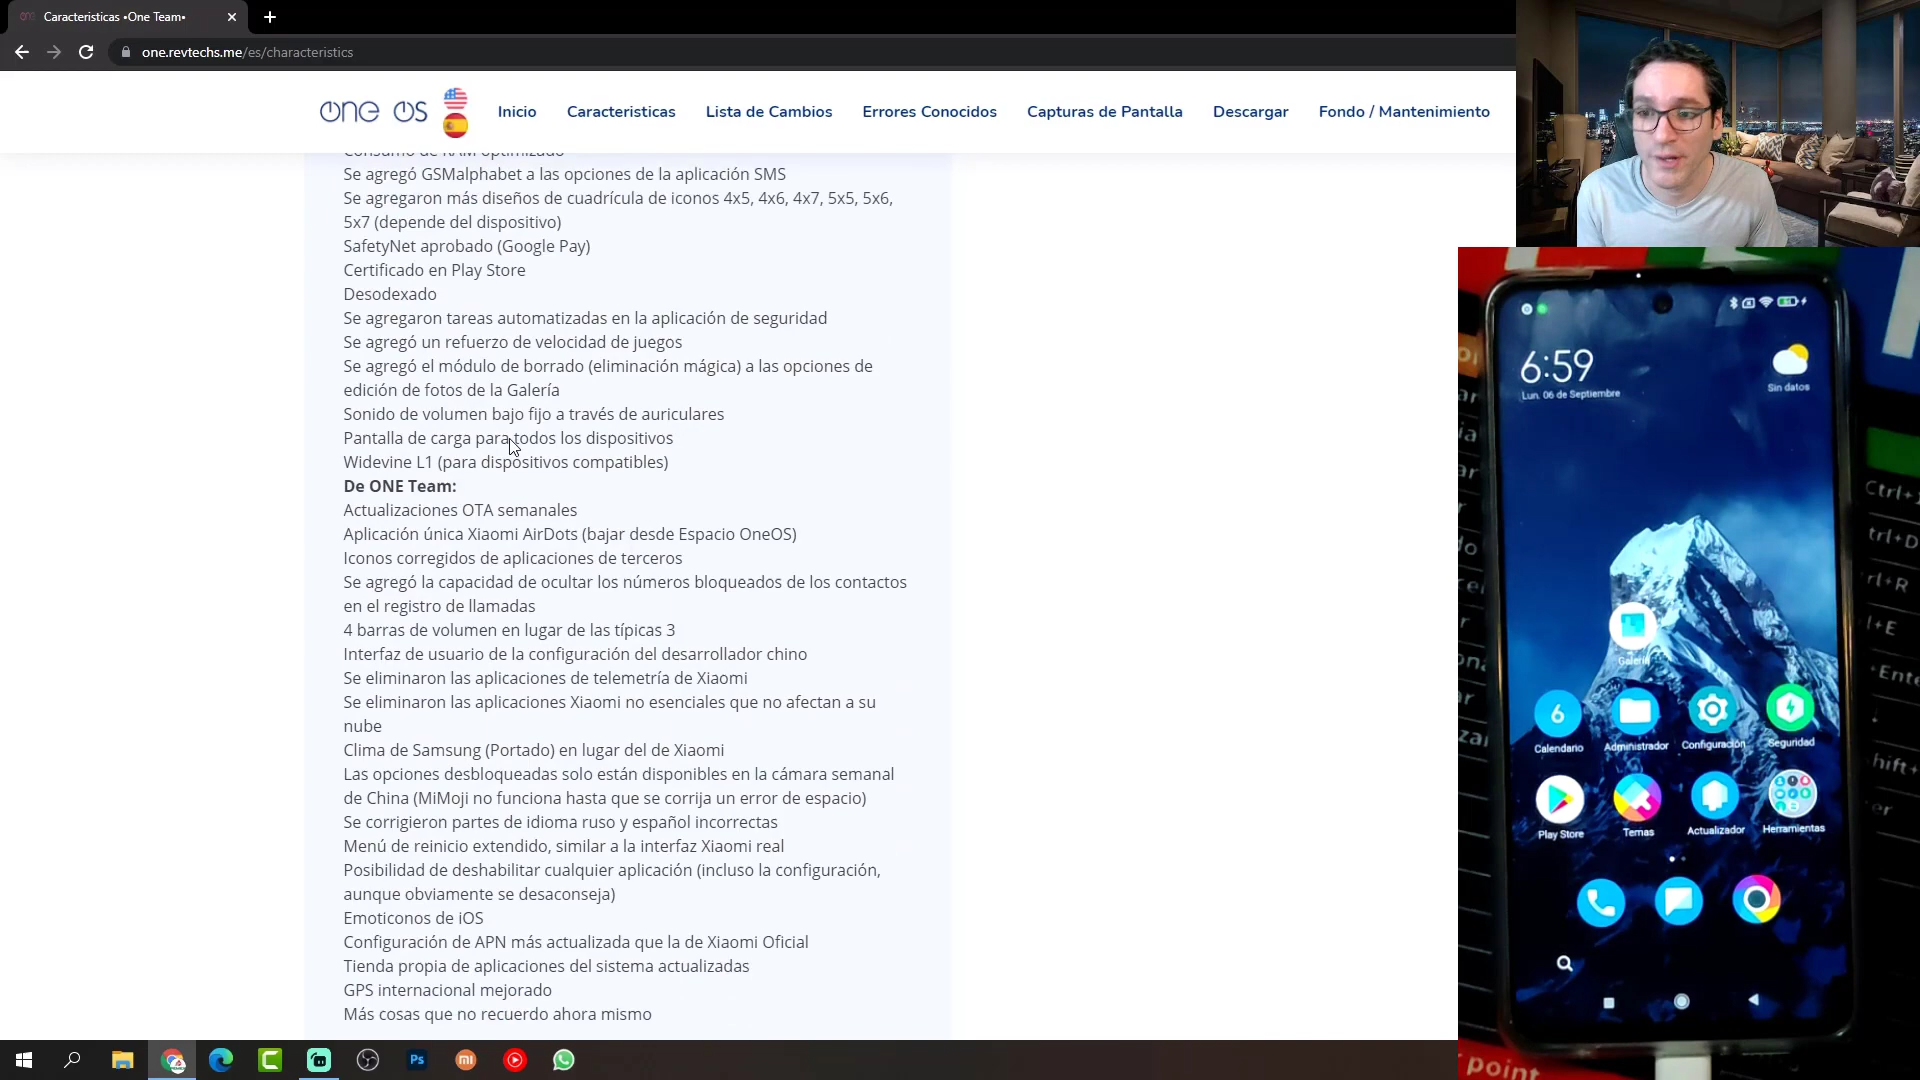 Caracteristicas •One Team•
one.revtechs.me/es/characteristics
one os
Inicio
Caracteristicas
Lista de Cambios
Errores Conocidos
Capturas de Pantalla
Descargar
Fondo / Mantenimiento
Consumo de RAM optimizado
Se agregó GSMalphabet a las opciones de la aplicación SMS
Se agregaron más diseños de cuadrícula de iconos 4x5, 4x6, 4x7, 5x5, 5x6,
5x7 (depende del dispositivo)
SafetyNet aprobado (Google Pay)
Certificado en Play Store
Desodexado
Se agregaron tareas automatizadas en la aplicación de seguridad
Se agregó un refuerzo de velocidad de juegos
Se agregó el módulo de borrado (eliminación mágica) a las opciones de
edición de fotos de la Galería
Sonido de volumen bajo fijo a través de auriculares
Pantalla de carga para todos los dispositivos
Widevine L1 (para dispositivos compatibles)
De ONE Team:
Actualizaciones OTA semanales
Aplicación única Xiaomi AirDots (bajar desde Espacio OneOS)
Iconos corregidos de aplicaciones de terceros
Se agregó la capacidad de ocultar los números bloqueados de los contactos
en el registro de llamadas
4 barras de volumen en lugar de las típicas 3
Interfaz de usuario de la configuración del desarrollador chino
Se eliminaron las aplicaciones de telemetría de Xiaomi
Se eliminaron las aplicaciones Xiaomi no esenciales que no afectan a su
nube
Clima de Samsung (Portado) en lugar del de Xiaomi
Las opciones desbloqueadas solo están disponibles en la cámara semanal
de China (MiMoji no funciona hasta que se corrija un error de espacio)
Se corrigieron partes de idioma ruso y español incorrectas
Menú de reinicio extendido, similar a la interfaz Xiaomi real
Posibilidad de deshabilitar cualquier aplicación (incluso la configuración,
aunque obviamente se desaconseja)
Emoticonos de iOS
Configuración de APN más actualizada que la de Xiaomi Oficial
Tienda propia de aplicaciones del sistema actualizadas
GPS internacional mejorado
Más cosas que no recuerdo ahora mismo
6:59
Lun. 06 de Septiembre
Sin datos
Galería
6
Calendario
Administrador
Configuración
Seguridad
Play Store
Temas
Actualizador
Herramientas
Ps
mi
point